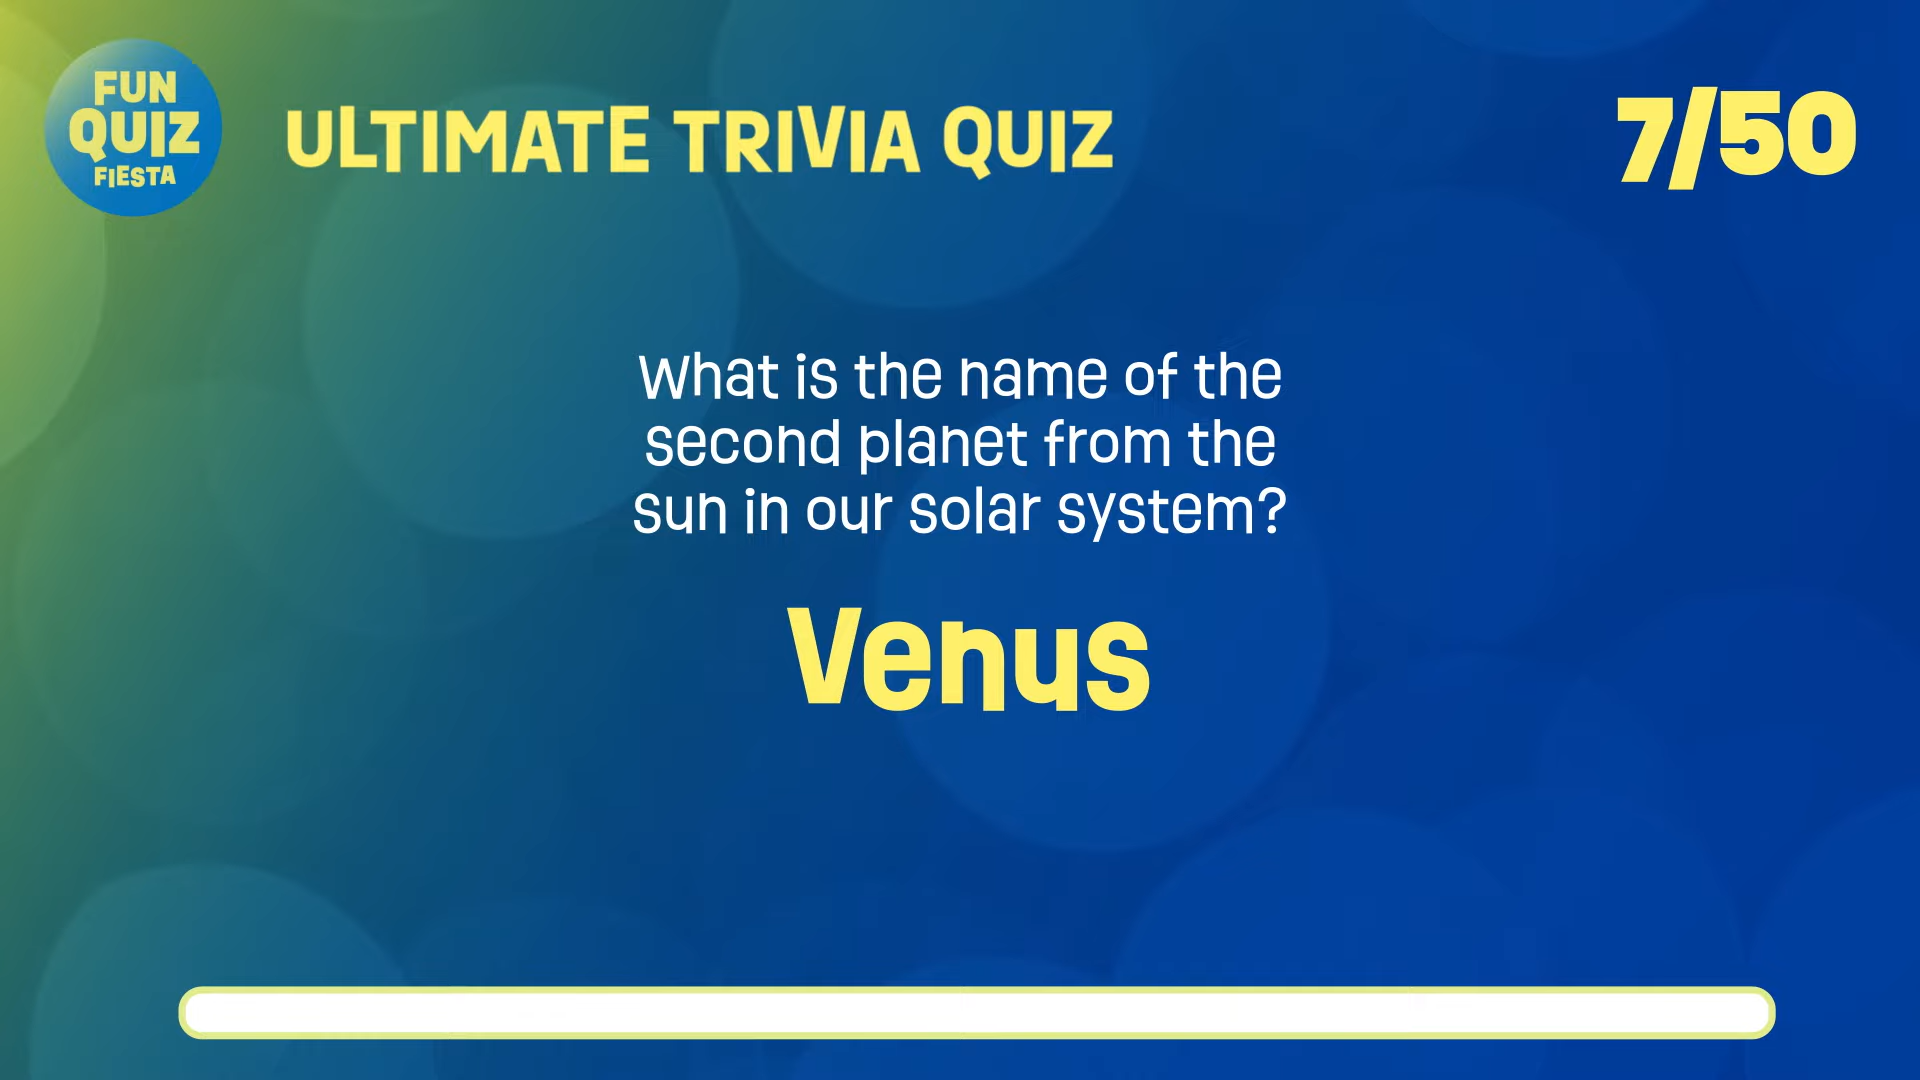 FUN
QUIZ
FIESTA
ULTIMATE TRIVIA QUIZ
7/50
What is the name of the
second planet from the
sun in our solar system?
Venus